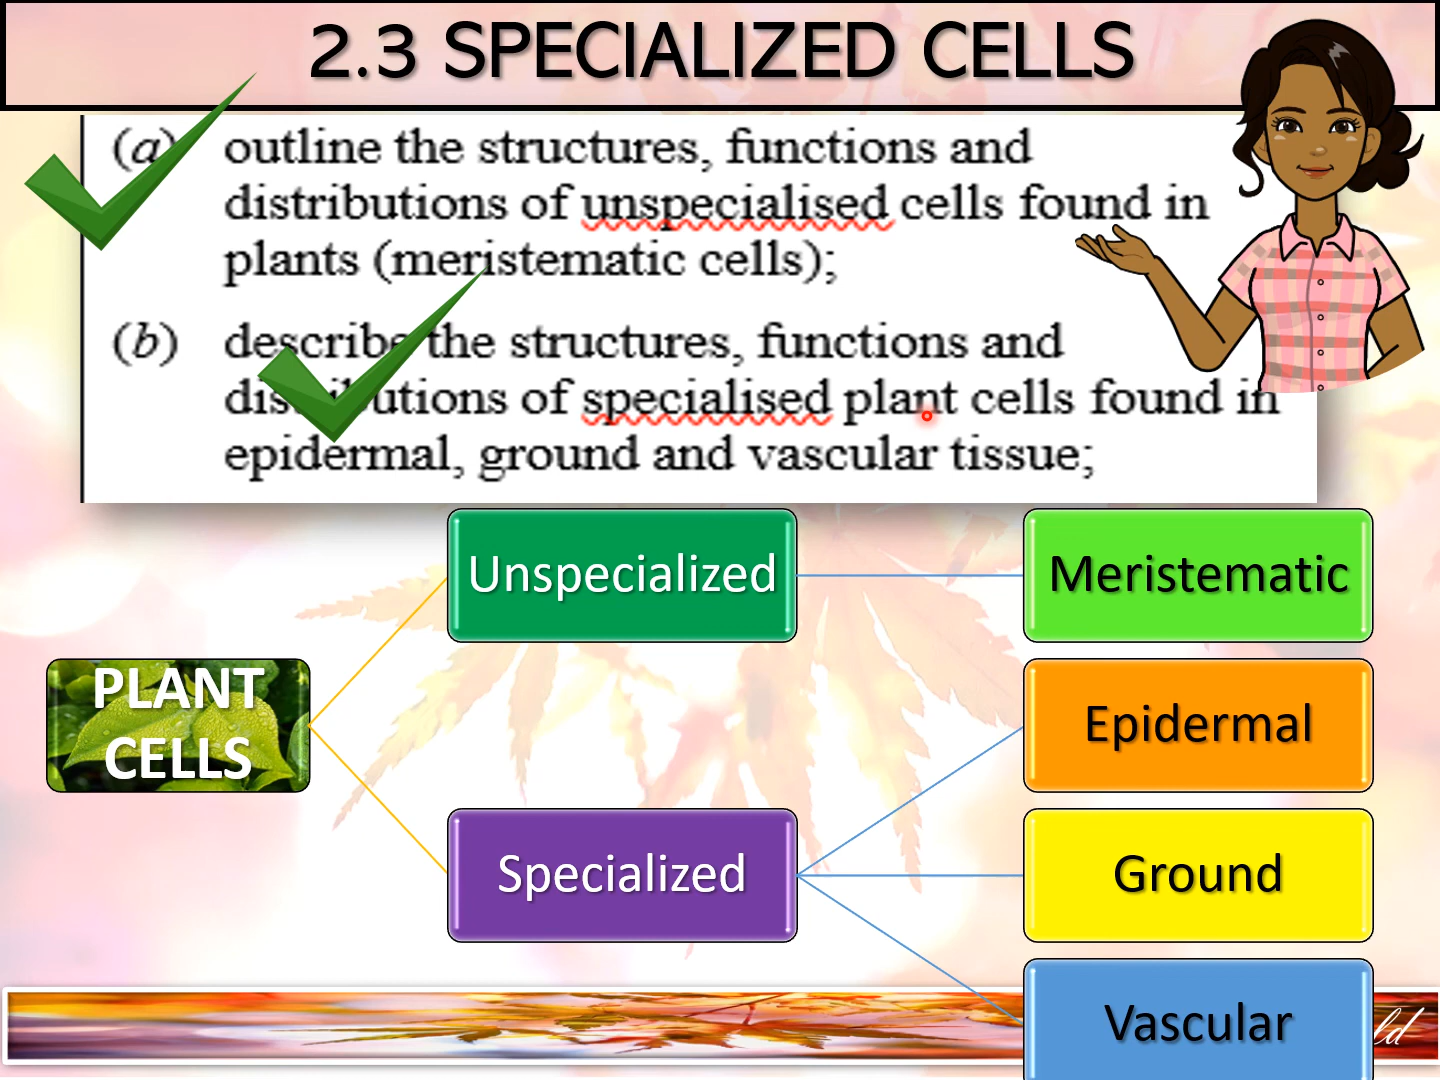 2.3 SPECIALIZED CELLS
(a) outline the structures, functions and
distributions of unspecialised cells found in
plants (meristematic cells);
(b) describe the structures, functions and
distributions of specialised plant cells found in
epidermal, ground and vascular tissue;
Unspecialized
Meristematic
PLANT
CELLS
Epidermal
Specialized
Ground
Vascular